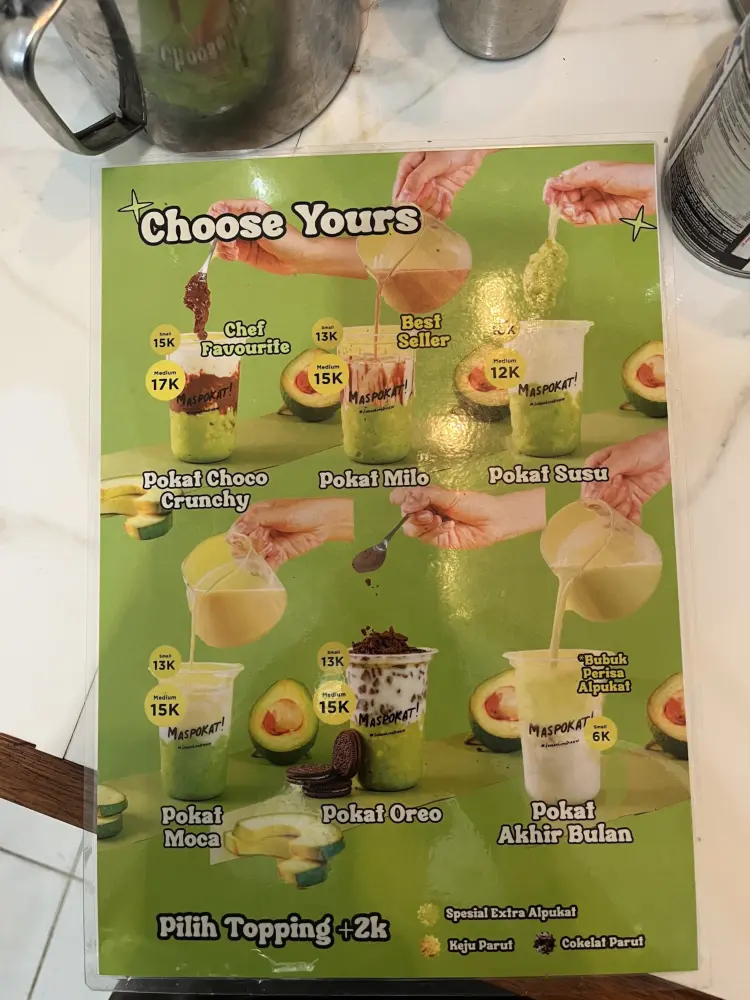 Choose Yours
Chef
Favourite
Small
15K
Medium
17K
MASPOKAT!
Pokat Choco
Crunchy
Best
Seller
Small
13K
Medium
15K
MASPOKAT!
Pokat Milo
Medium
12K
MASPOKAT!
Pokat Susu
Small
13K
Medium
15K
MASPOKAT!
Pokat
Moca
Small
13K
Medium
15K
MASPOKAT!
Pokat Oreo
*Bubuk
Perisa
Alpukat
MASPOKAT!
Small
6K
Pokat
Akhir Bulan
Pilih Topping +2k
Spesial Extra Alpukat
Keju Parut
Cokelat Parut